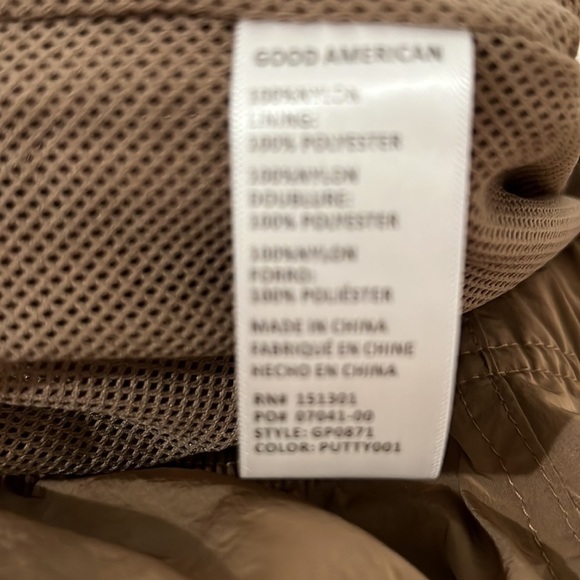 GOOD AMERICAN
100%NYLON
LINING:
100% POLYESTER
100%NYLON
DOUBLURE:
100% POLYESTER
100%NYLON
FORRO:
100% POLIÉSTER
MADE IN CHINA
FABRIQUÉ EN CHINE
HECHO EN CHINA
RN# 151301
PO# 07041-00
STYLE: GP0871
COLOR: PUTTY001